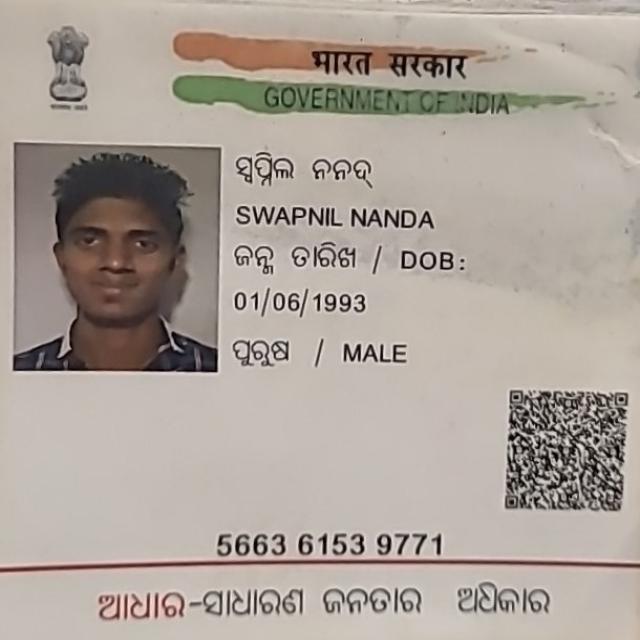 भारत सरकार
GOVERNMENT OF INDIA
ସ୍ୱପ୍ନିଲ ନନଦ୍
SWAPNIL NANDA
ଜନ୍ମ ତାରିଖ / DOB:
01/06/1993
ପୁରୁଷ / MALE
5663 6153 9771
ଆଧାର-ସାଧାରଣ ଜନତାର ଅଧିକାର